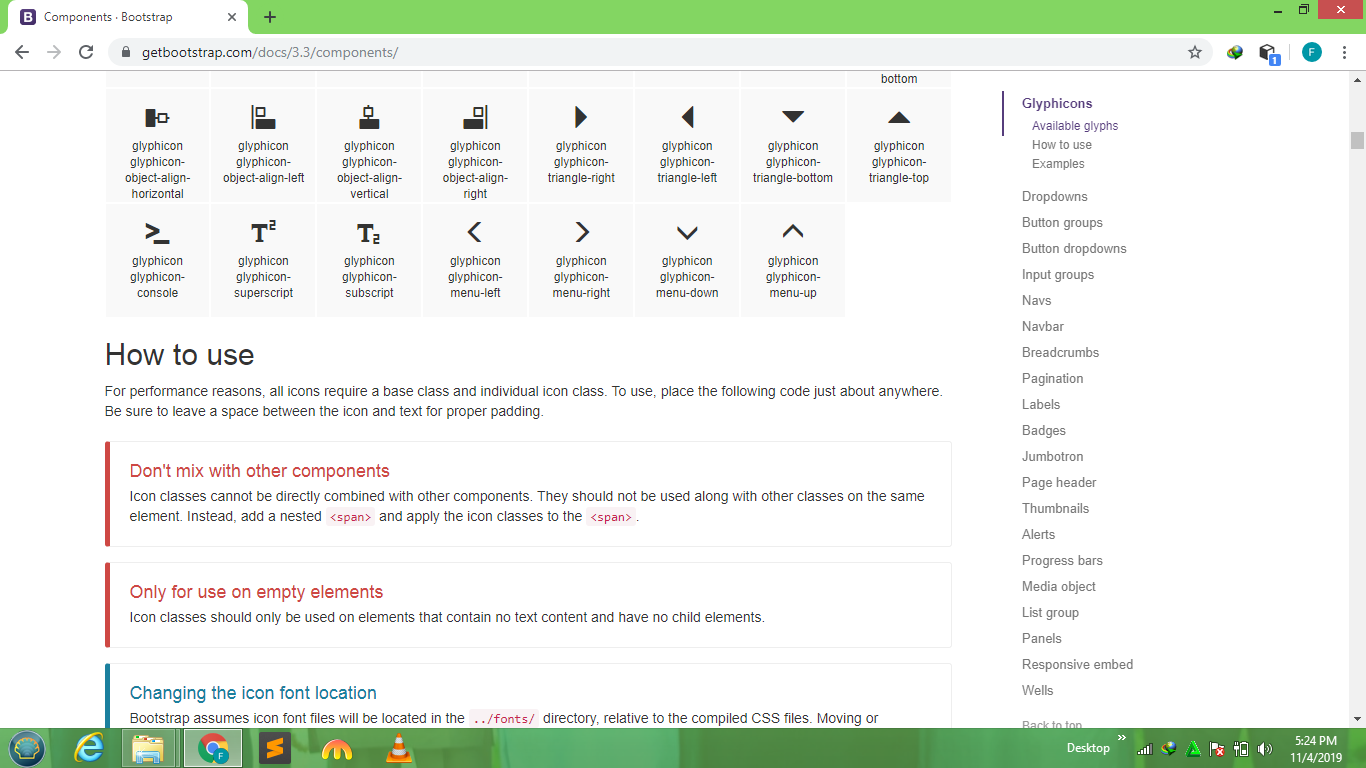 Components · Bootstrap
getbootstrap.com/docs/3.3/components/
1
F
bottom
glyphicon glyphicon-object-align-horizontal
glyphicon glyphicon-object-align-left
glyphicon glyphicon-object-align-vertical
glyphicon glyphicon-object-align-right
glyphicon glyphicon-triangle-right
glyphicon glyphicon-triangle-left
glyphicon glyphicon-triangle-bottom
glyphicon glyphicon-triangle-top
glyphicon glyphicon-console
glyphicon glyphicon-superscript
glyphicon glyphicon-subscript
glyphicon glyphicon-menu-left
glyphicon glyphicon-menu-right
glyphicon glyphicon-menu-down
glyphicon glyphicon-menu-up
How to use
For performance reasons, all icons require a base class and individual icon class. To use, place the following code just about anywhere.
Be sure to leave a space between the icon and text for proper padding.
Don't mix with other components
Icon classes cannot be directly combined with other components. They should not be used along with other classes on the same
element. Instead, add a nested <span> and apply the icon classes to the <span>.
Only for use on empty elements
Icon classes should only be used on elements that contain no text content and have no child elements.
Changing the icon font location
Bootstrap assumes icon font files will be located in the ../fonts/ directory, relative to the compiled CSS files. Moving or
Glyphicons
Available glyphs
How to use
Examples
Dropdowns
Button groups
Button dropdowns
Input groups
Navs
Navbar
Breadcrumbs
Pagination
Labels
Badges
Jumbotron
Page header
Thumbnails
Alerts
Progress bars
Media object
List group
Panels
Responsive embed
Wells
Back to top
Desktop
5:24 PM
11/4/2019